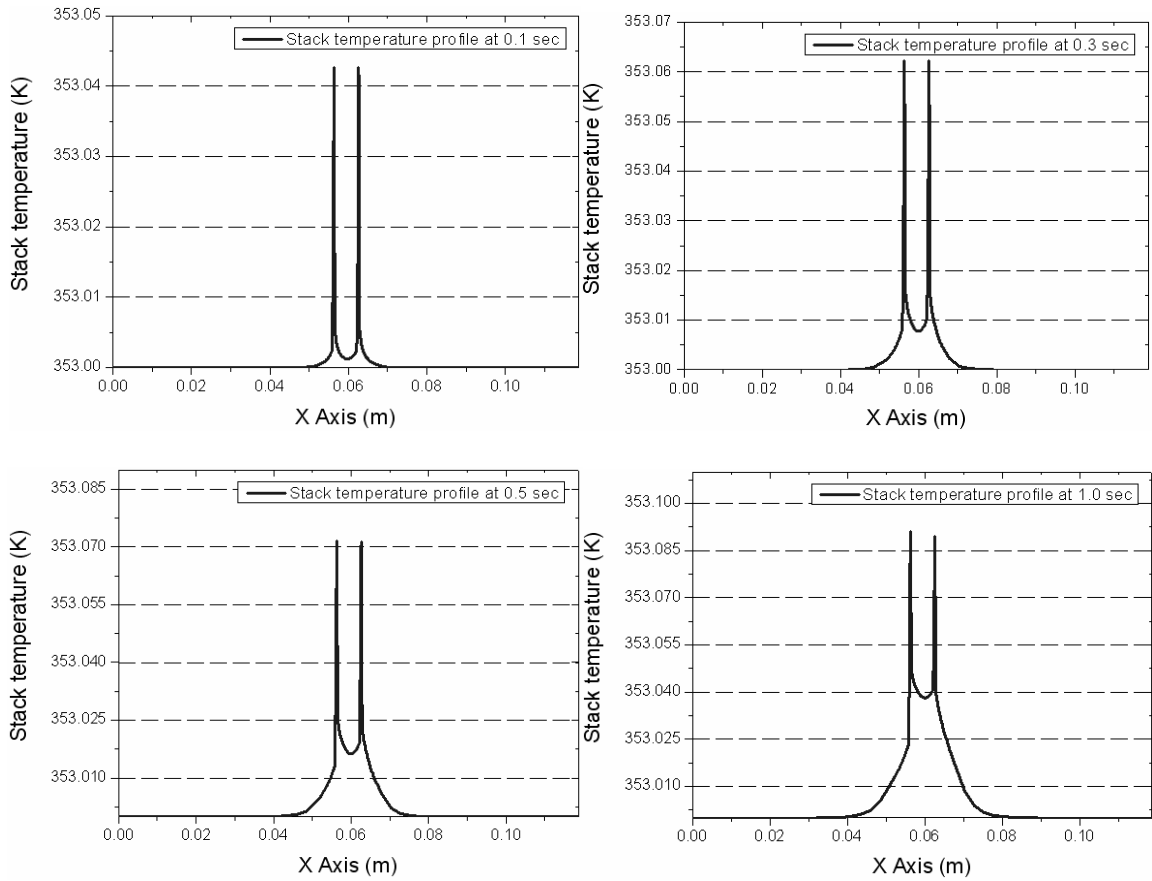 Stack temperature profile at 0.1 sec
Stack temperature (K)
353.05
353.04
353.03
353.02
353.01
353.00
0.00 0.02 0.04 0.06 0.08 0.10
X Axis (m)
Stack temperature profile at 0.3 sec
Stack temperature (K)
353.07
353.06
353.05
353.04
353.03
353.02
353.01
353.00
0.00 0.02 0.04 0.06 0.08 0.10
X Axis (m)
Stack temperature profile at 0.5 sec
Stack temperature (K)
353.085
353.070
353.055
353.040
353.025
353.010
0.00 0.02 0.04 0.06 0.08 0.10
X Axis (m)
Stack temperature profile at 1.0 sec
Stack temperature (K)
353.100
353.085
353.070
353.055
353.040
353.025
353.010
0.00 0.02 0.04 0.06 0.08 0.10
X Axis (m)